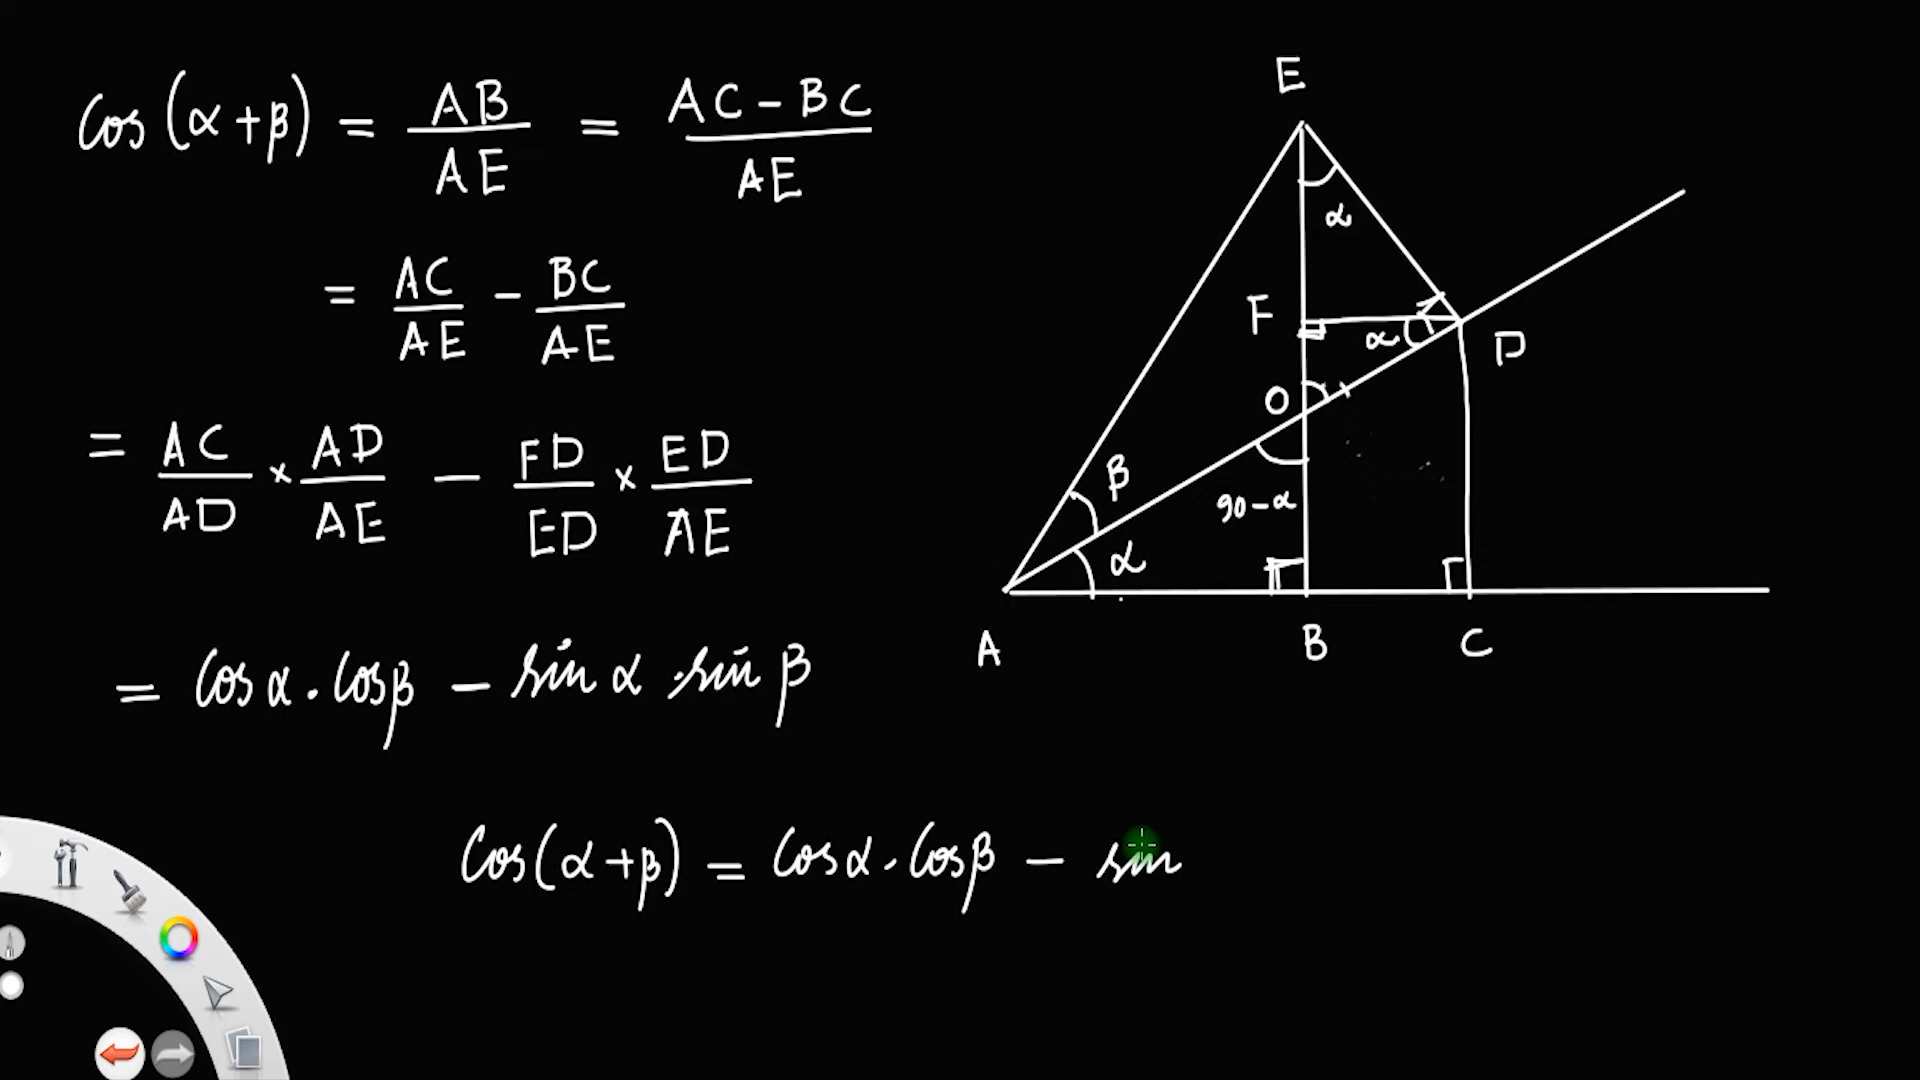 cos(α+β) = AB/AE = AC-BC/AE
= AC/AE - BC/AE
= AC/AD × AD/AE - FD/ED × ED/AE
= cosα.cosβ - sinα.sinβ
cos(α+β) = cosα.cosβ - sin
E
α
F
α
D
O
β
90-α
α
A
B
C